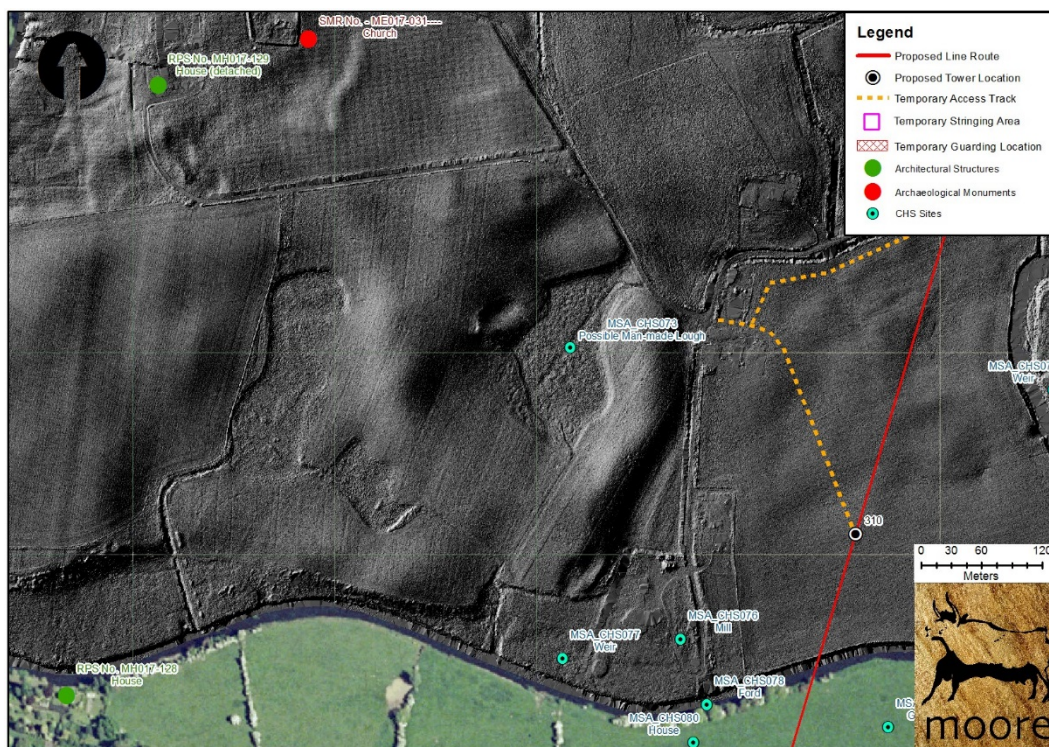 SMR No. - ME017-031----
Church
RPS No. MH017-129
House (detached)
Legend
Proposed Line Route
Proposed Tower Location
Temporary Access Track
Temporary Stringing Area
Temporary Guarding Location
Architectural Structures
Archaeological Monuments
CHS Sites
MSA_CHS073
Possible Man-made Lough
MSA_CHS07
Weir
310
0 30 60 120
Meters
MSA_CHS076
Mill
MSA_CHS077
Weir
RPS No. MH017-128
House
MSA_CHS078
Ford
MSA_CHS080
House
moore